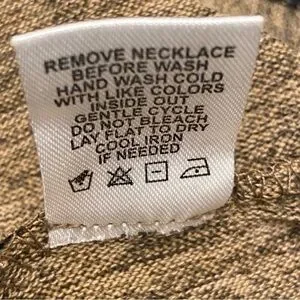 REMOVE NECKLACE
BEFORE WASH
HAND WASH COLD
WITH LIKE COLORS
INSIDE OUT
GENTLE CYCLE
DO NOT BLEACH
LAY FLAT TO DRY
COOL IRON
IF NEEDED